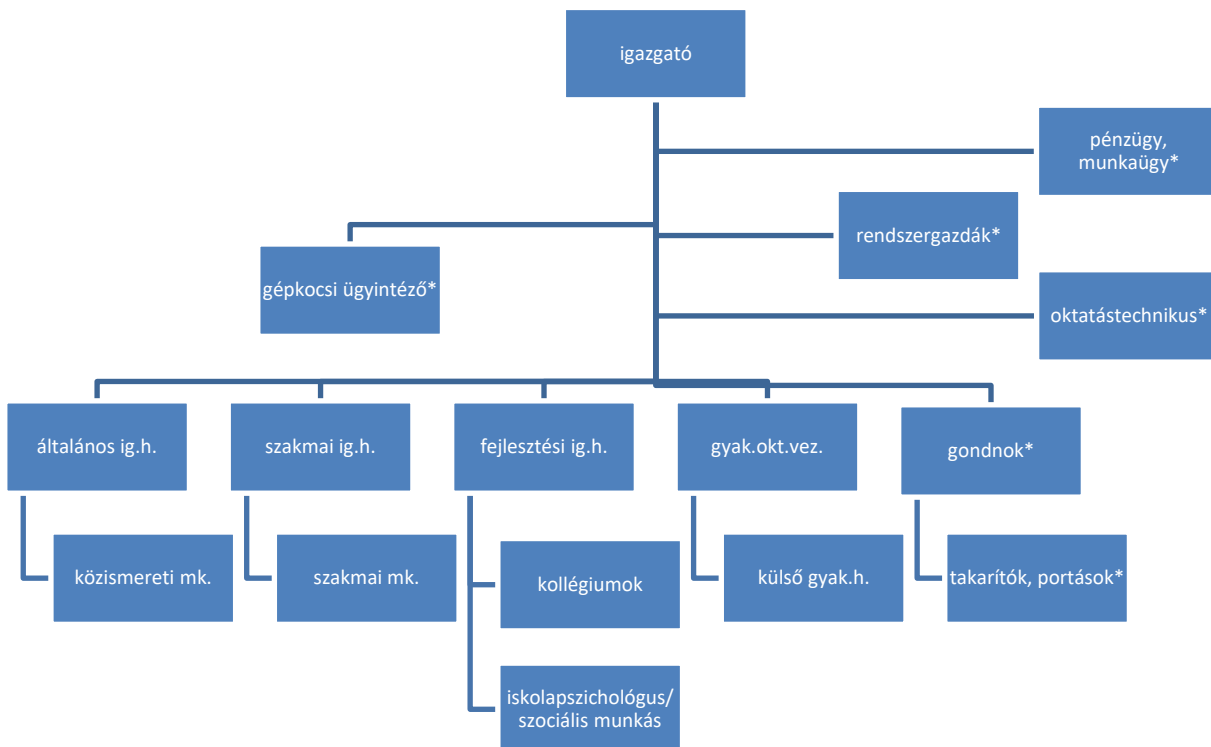 igazgató
pénzügy,
munkaügy*
rendszergazdák*
gépkocsi ügyintéző*
oktatástechnikus*
általános ig.h.
szakmai ig.h.
fejlesztési ig.h.
gyak.okt.vez.
gondnok*
közismereti mk.
szakmai mk.
kollégiumok
külső gyak.h.
takarítók, portások*
iskolapszichológus/
szociális munkás